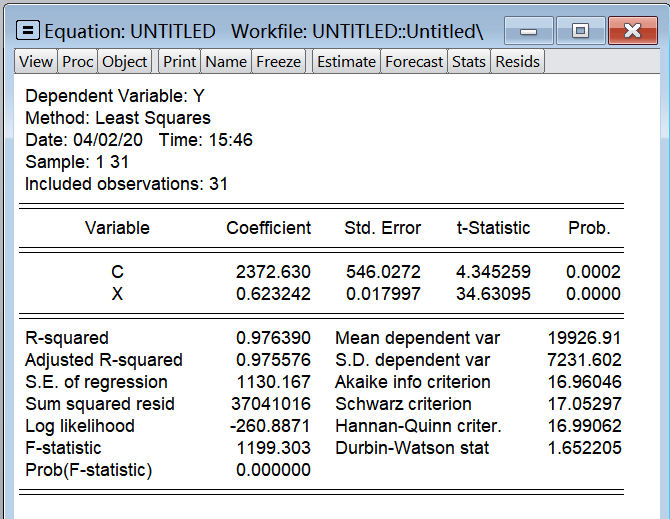 Equation: UNTITLED Workfile: UNTITLED::Untitled\
View Proc Object Print Name Freeze Estimate Forecast Stats Resids
Dependent Variable: Y
Method: Least Squares
Date: 04/02/20 Time: 15:46
Sample: 1 31
Included observations: 31
Variable Coefficient Std. Error t-Statistic Prob.
C 2372.630 546.0272 4.345259 0.0002
X 0.623242 0.017997 34.63095 0.0000
R-squared 0.976390 Mean dependent var 19926.91
Adjusted R-squared 0.975576 S.D. dependent var 7231.602
S.E. of regression 1130.167 Akaike info criterion 16.96046
Sum squared resid 37041016 Schwarz criterion 17.05297
Log likelihood -260.8871 Hannan-Quinn criter. 16.99062
F-statistic 1199.303 Durbin-Watson stat 1.652205
Prob(F-statistic) 0.000000